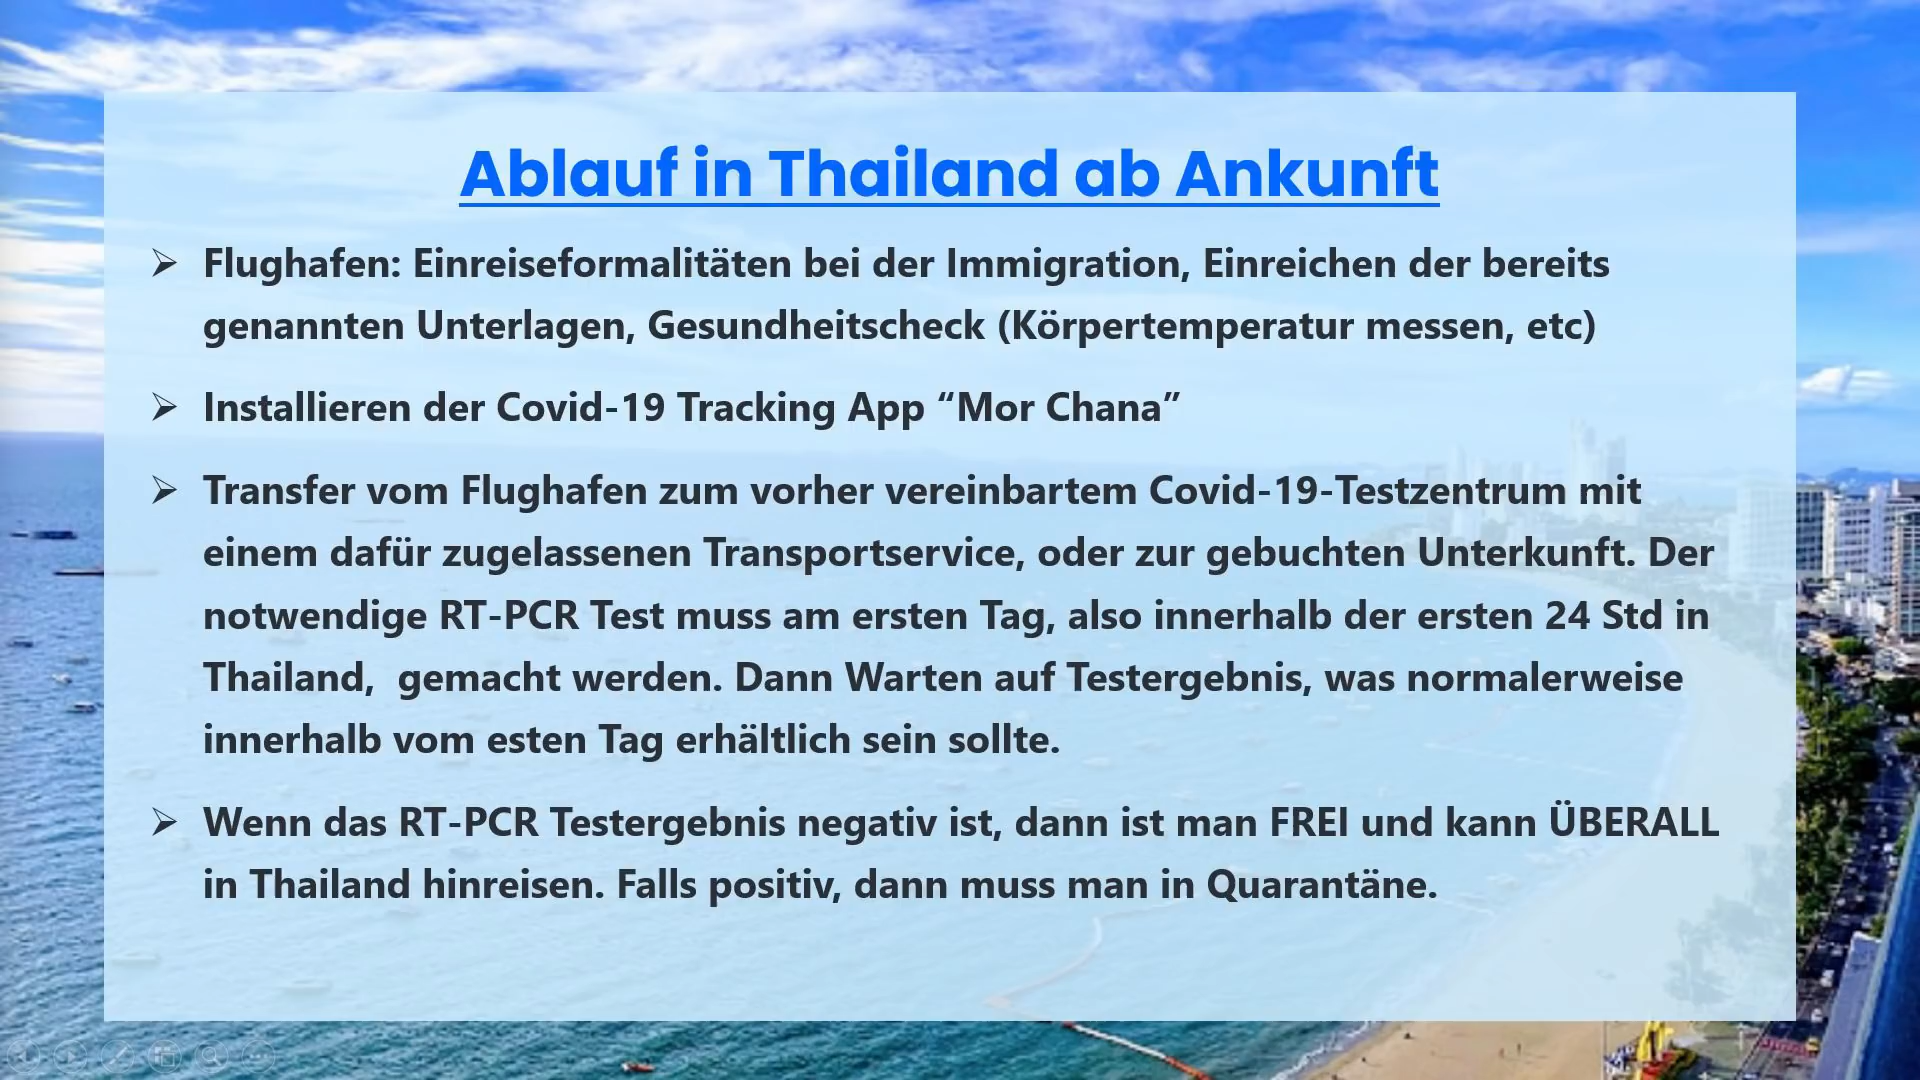 Ablauf in Thailand ab Ankunft
➢ Flughafen: Einreiseformalitäten bei der Immigration, Einreichen der bereits
genannten Unterlagen, Gesundheitscheck (Körpertemperatur messen, etc)
➢ Installieren der Covid-19 Tracking App “Mor Chana”
➢ Transfer vom Flughafen zum vorher vereinbartem Covid-19-Testzentrum mit
einem dafür zugelassenen Transportservice, oder zur gebuchten Unterkunft. Der
notwendige RT-PCR Test muss am ersten Tag, also innerhalb der ersten 24 Std in
Thailand,  gemacht werden. Dann Warten auf Testergebnis, was normalerweise
innerhalb vom esten Tag erhältlich sein sollte.
➢ Wenn das RT-PCR Testergebnis negativ ist, dann ist man FREI und kann ÜBERALL
in Thailand hinreisen. Falls positiv, dann muss man in Quarantäne.